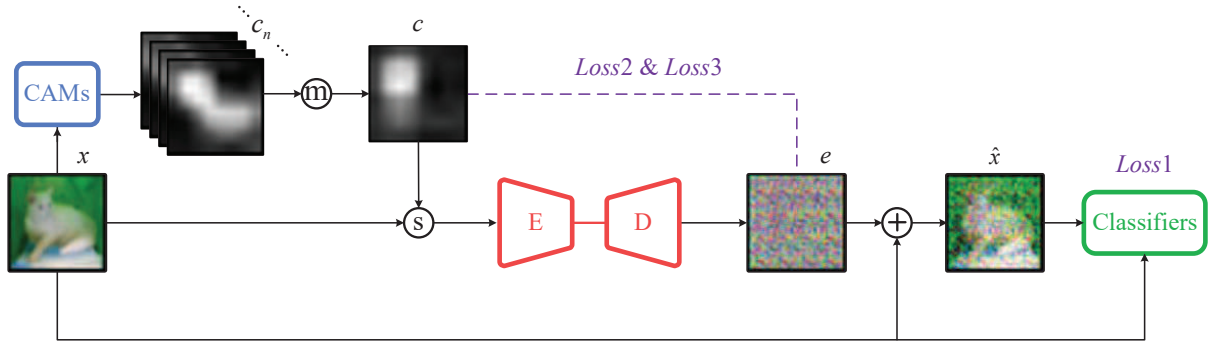 c_n
c
CAMs
m
Loss2 & Loss3
x
e
x̂
Loss1
s
E
D
+
Classifiers